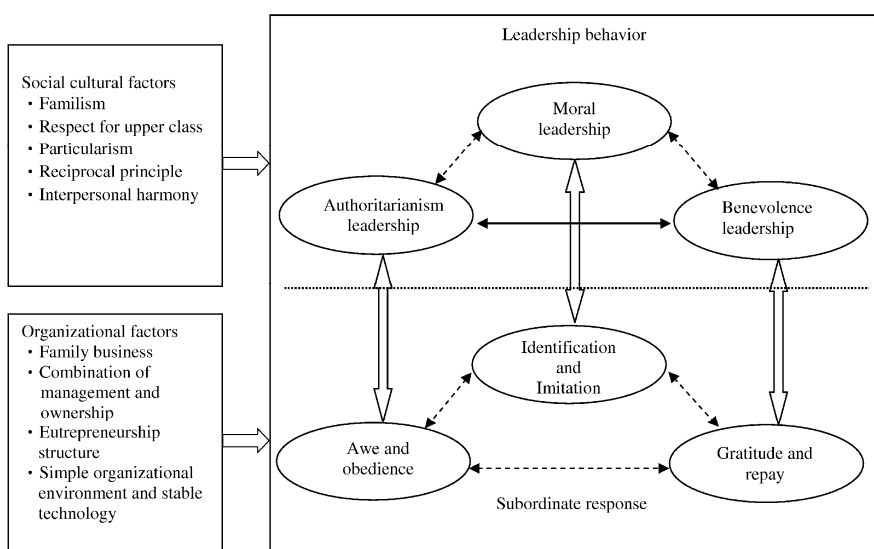 Social cultural factors
• Familism
• Respect for upper class
• Particularism
• Reciprocal principle
• Interpersonal harmony
Organizational factors
• Family business
• Combination of
management and
ownership
• Eutrepreneurship
structure
• Simple organizational
environment and stable
technology
Leadership behavior
Moral
leadership
Authoritarianism
leadership
Benevolence
leadership
Identification
and
Imitation
Awe and
obedience
Gratitude and
repay
Subordinate response